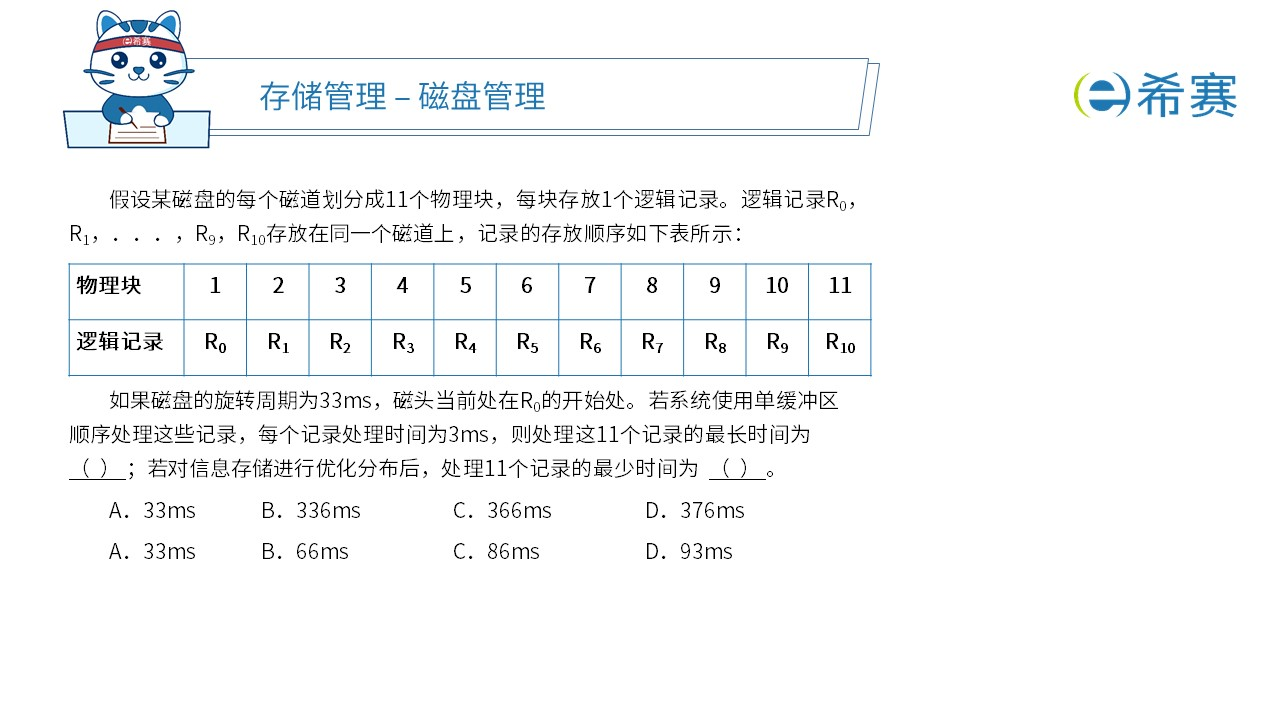 希赛
存储管理 – 磁盘管理
希赛
假设某磁盘的每个磁道划分成11个物理块，每块存放1个逻辑记录。逻辑记录R0，
R1，．．．，R9，R10存放在同一个磁道上，记录的存放顺序如下表所示：
物理块 1 2 3 4 5 6 7 8 9 10 11
逻辑记录 R0 R1 R2 R3 R4 R5 R6 R7 R8 R9 R10
如果磁盘的旋转周期为33ms，磁头当前处在R0的开始处。若系统使用单缓冲区
顺序处理这些记录，每个记录处理时间为3ms，则处理这11个记录的最长时间为
（ ）；若对信息存储进行优化分布后，处理11个记录的最少时间为 （ ）。
A．33ms B．336ms C．366ms D．376ms
A．33ms B．66ms C．86ms D．93ms